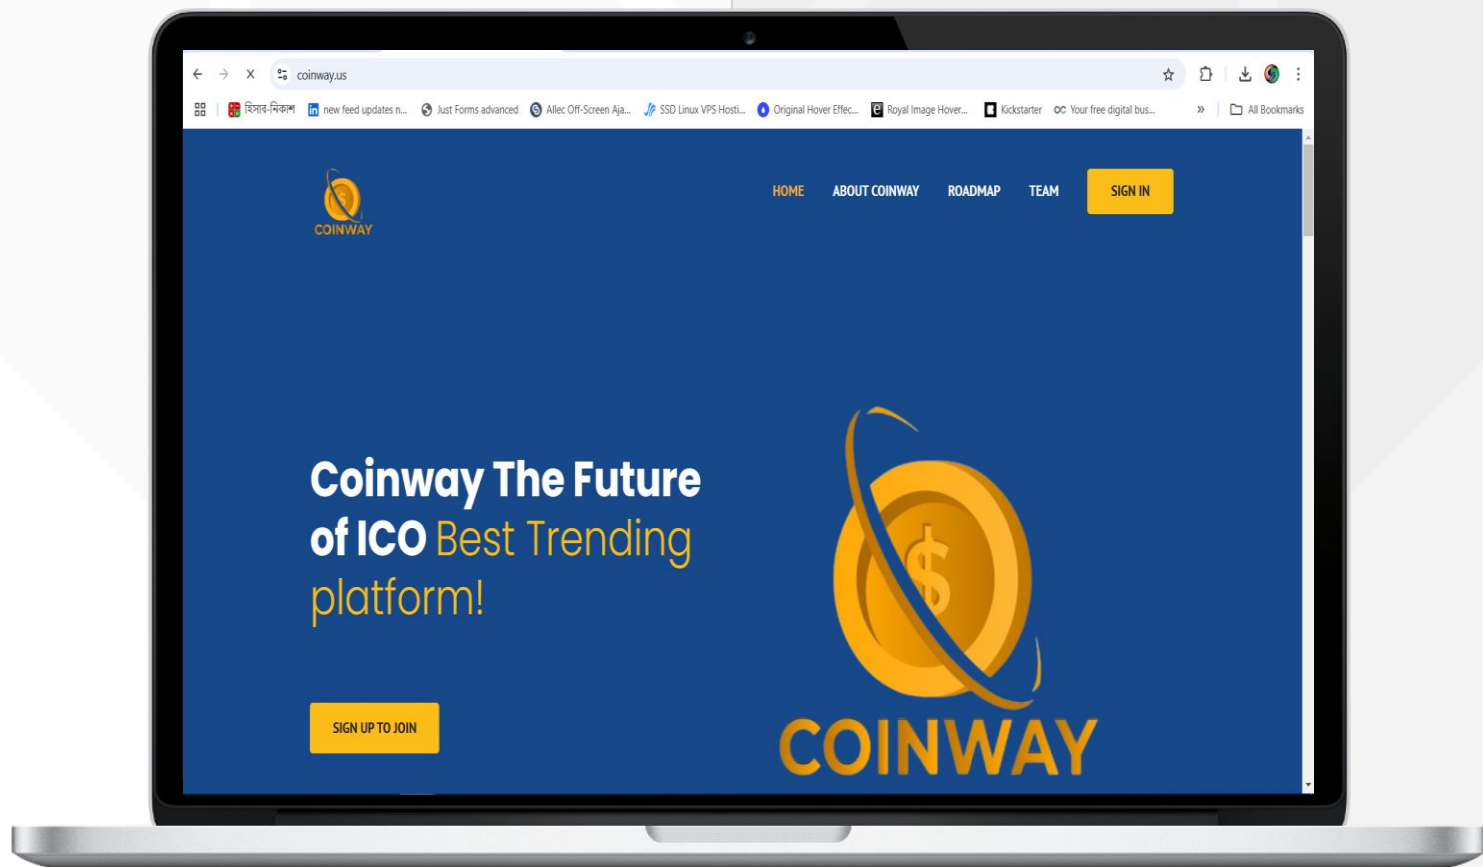 coinway.us
হিসাব-নিকাশ
new feed updates n...
Just Forms advanced
Allec Off-Screen Aja...
SSD Linux VPS Hosti...
Original Hover Effec...
Royal Image Hover...
Kickstarter
Your free digital bus...
»
All Bookmarks
COINWAY
HOME
ABOUT COINWAY
ROADMAP
TEAM
SIGN IN
Coinway The Future
of ICO Best Trending
platform!
SIGN UP TO JOIN
$
COINWAY